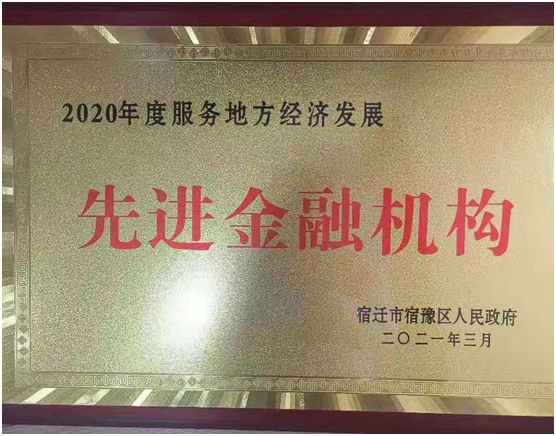 2020年度服务地方经济发展
先进金融机构
宿迁市宿豫区人民政府
二〇二一年三月